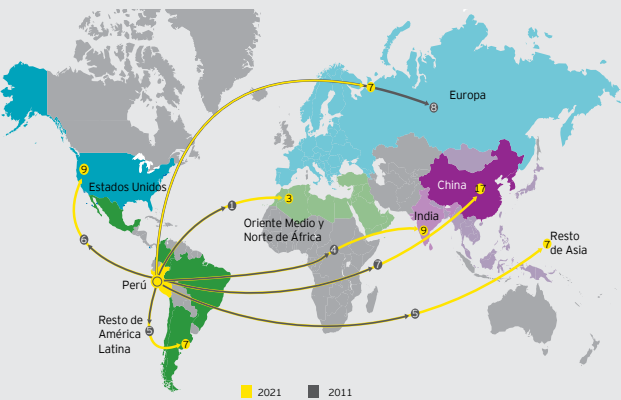 7
8
Europa
9
Estados Unidos
China
17
1
3
India
Oriente Medio y
Norte de África
9
6
4
7
Resto
de Asia
7
Perú
5
Resto de
América
Latina
5
7
2021
2011